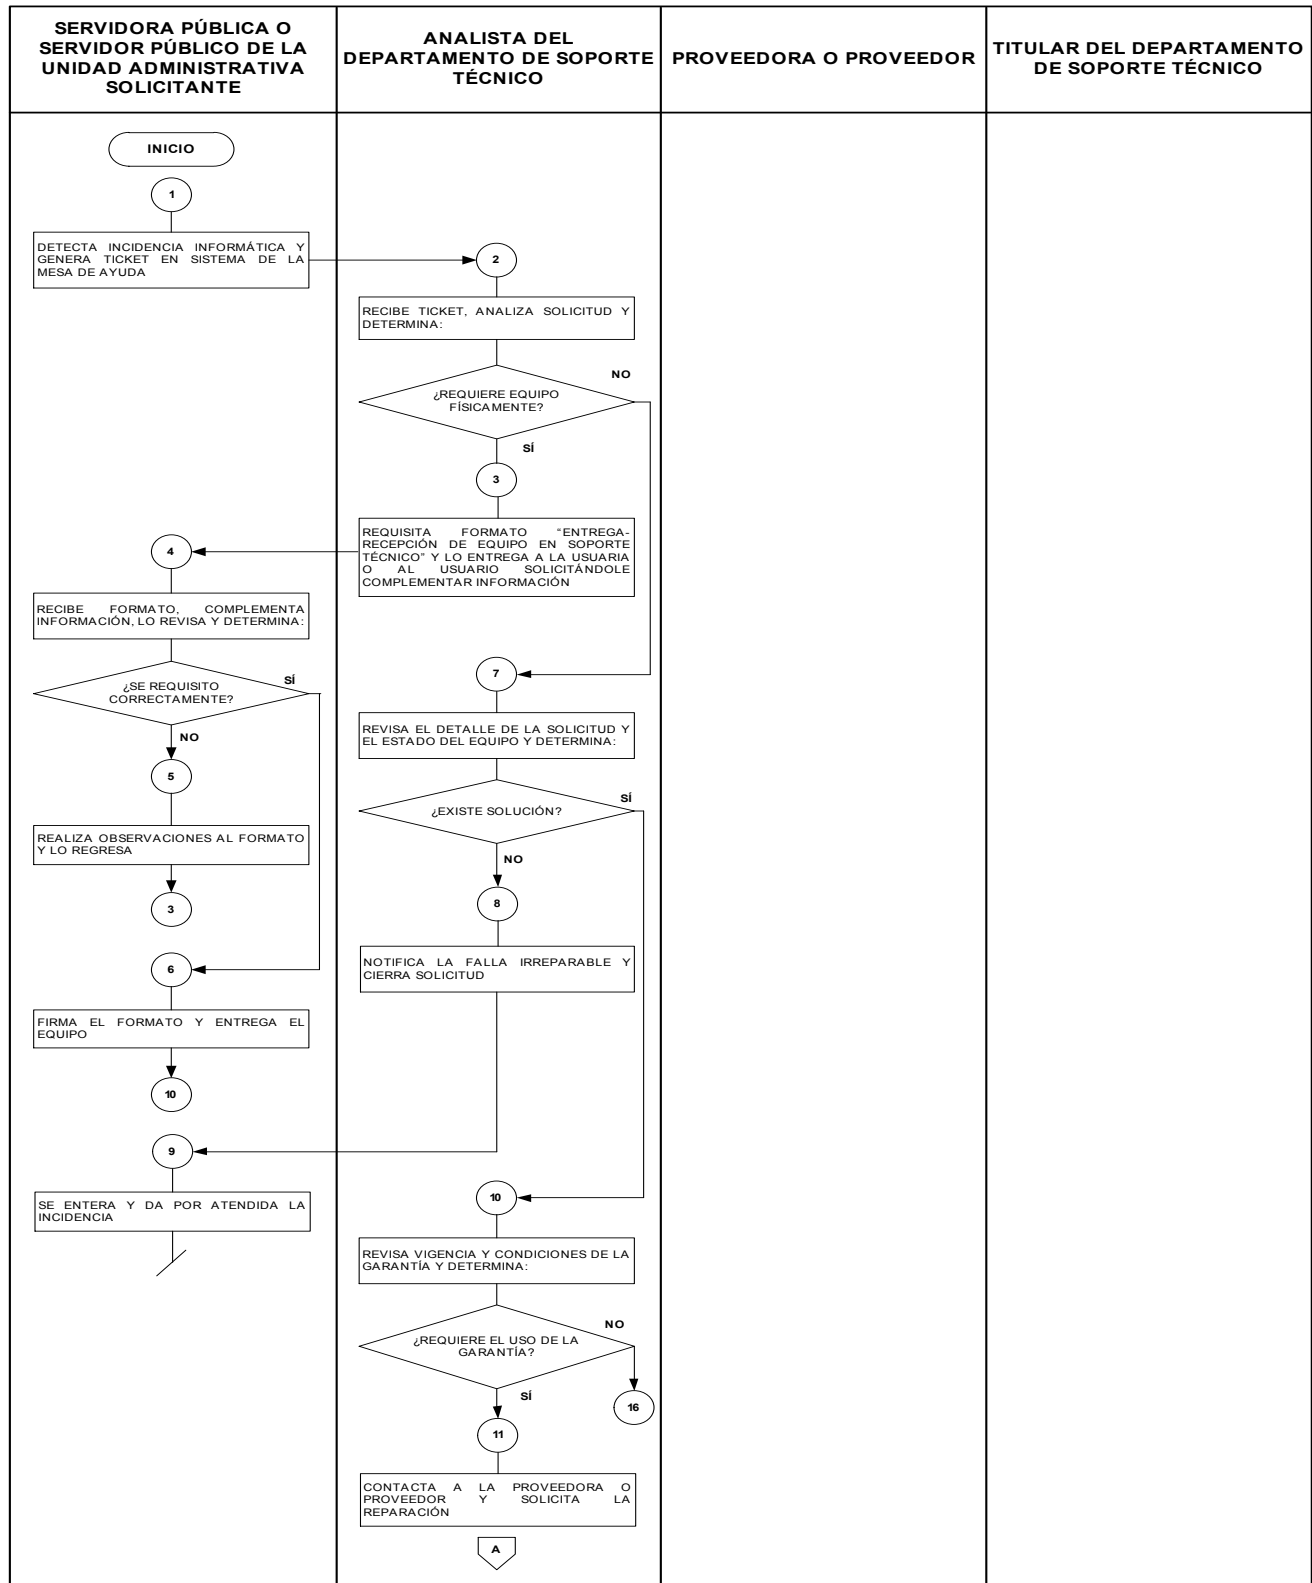 SERVIDORA PÚBLICA O
SERVIDOR PÚBLICO DE LA
UNIDAD ADMINISTRATIVA
SOLICITANTE
ANALISTA DEL
DEPARTAMENTO DE SOPORTE
TÉCNICO
PROVEEDORA O PROVEEDOR
TITULAR DEL DEPARTAMENTO
DE SOPORTE TÉCNICO
INICIO
1
DETECTA INCIDENCIA INFORMÁTICA Y
GENERA TICKET EN SISTEMA DE LA
MESA DE AYUDA
2
RECIBE TICKET, ANALIZA SOLICITUD Y
DETERMINA:
¿REQUIERE EQUIPO
FÍSICAMENTE?
NO
SÍ
3
REQUISITA FORMATO “ENTREGA-
RECEPCIÓN DE EQUIPO EN SOPORTE
TÉCNICO” Y LO ENTREGA A LA USUARIA
O AL USUARIO SOLICITÁNDOLE
COMPLEMENTAR INFORMACIÓN
4
RECIBE FORMATO, COMPLEMENTA
INFORMACIÓN, LO REVISA Y DETERMINA:
¿SE REQUISITO
CORRECTAMENTE?
SÍ
NO
5
REALIZA OBSERVACIONES AL FORMATO
Y LO REGRESA
3
6
FIRMA EL FORMATO Y ENTREGA EL
EQUIPO
10
7
REVISA EL DETALLE DE LA SOLICITUD Y
EL ESTADO DEL EQUIPO Y DETERMINA:
¿EXISTE SOLUCIÓN?
SÍ
NO
8
NOTIFICA LA FALLA IRREPARABLE Y
CIERRA SOLICITUD
9
SE ENTERA Y DA POR ATENDIDA LA
INCIDENCIA
10
REVISA VIGENCIA Y CONDICIONES DE LA
GARANTÍA Y DETERMINA:
¿REQUIERE EL USO DE LA
GARANTÍA?
NO
16
SÍ
11
CONTACTA A LA PROVEEDORA O
PROVEEDOR Y SOLICITA LA
REPARACIÓN
A